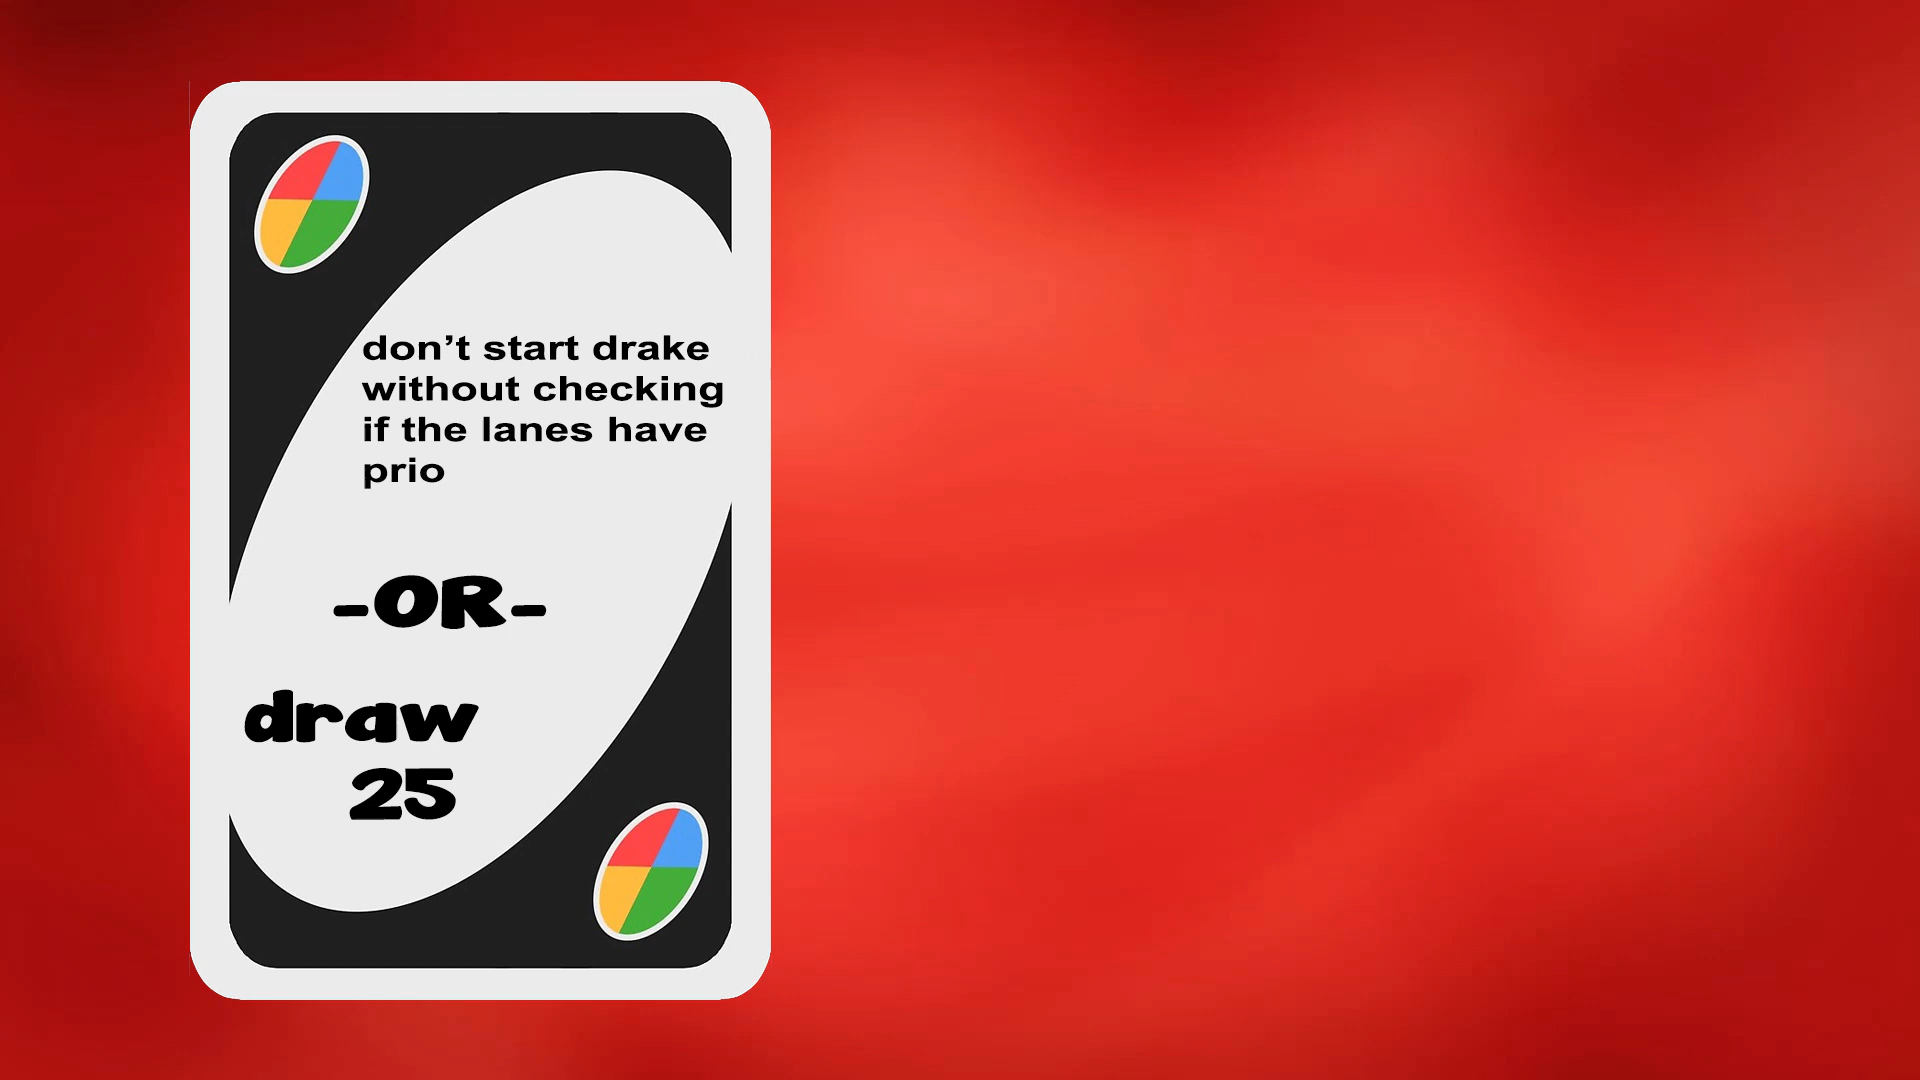 don’t start drake
without checking
if the lanes have
prio
-OR-
draw
25